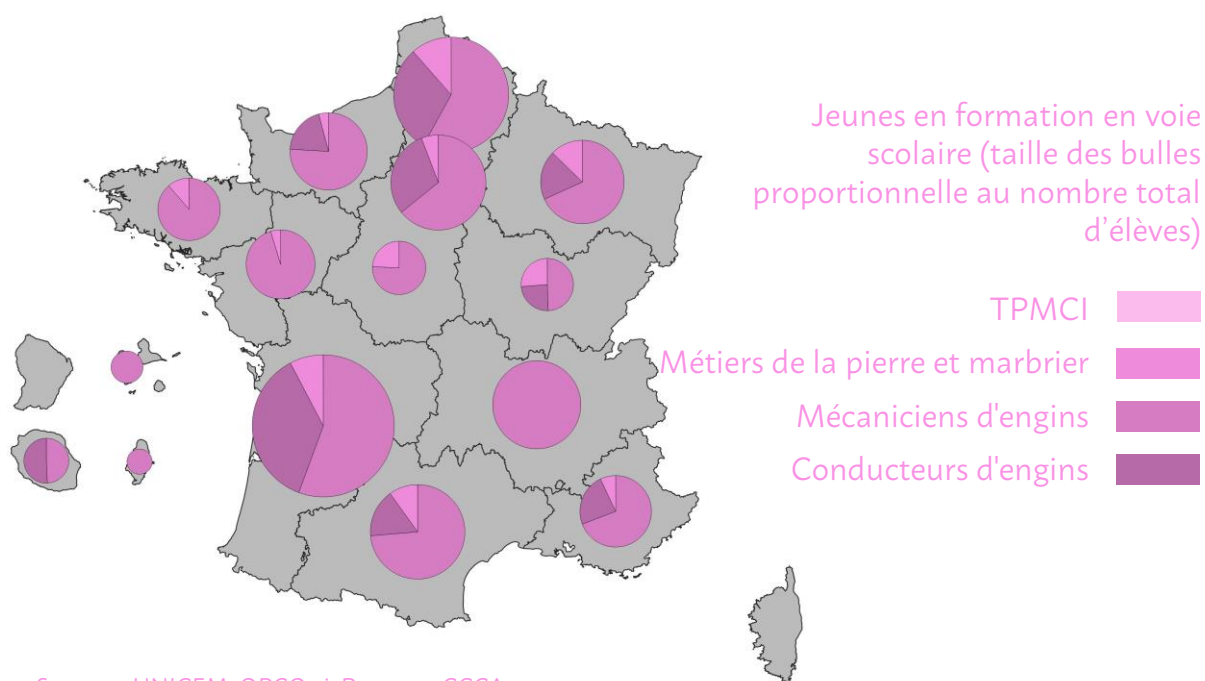 Jeunes en formation en voie
scolaire (taille des bulles
proportionnelle au nombre total
d’élèves)
TPMCI
Métiers de la pierre et marbrier
Mécaniciens d'engins
Conducteurs d'engins